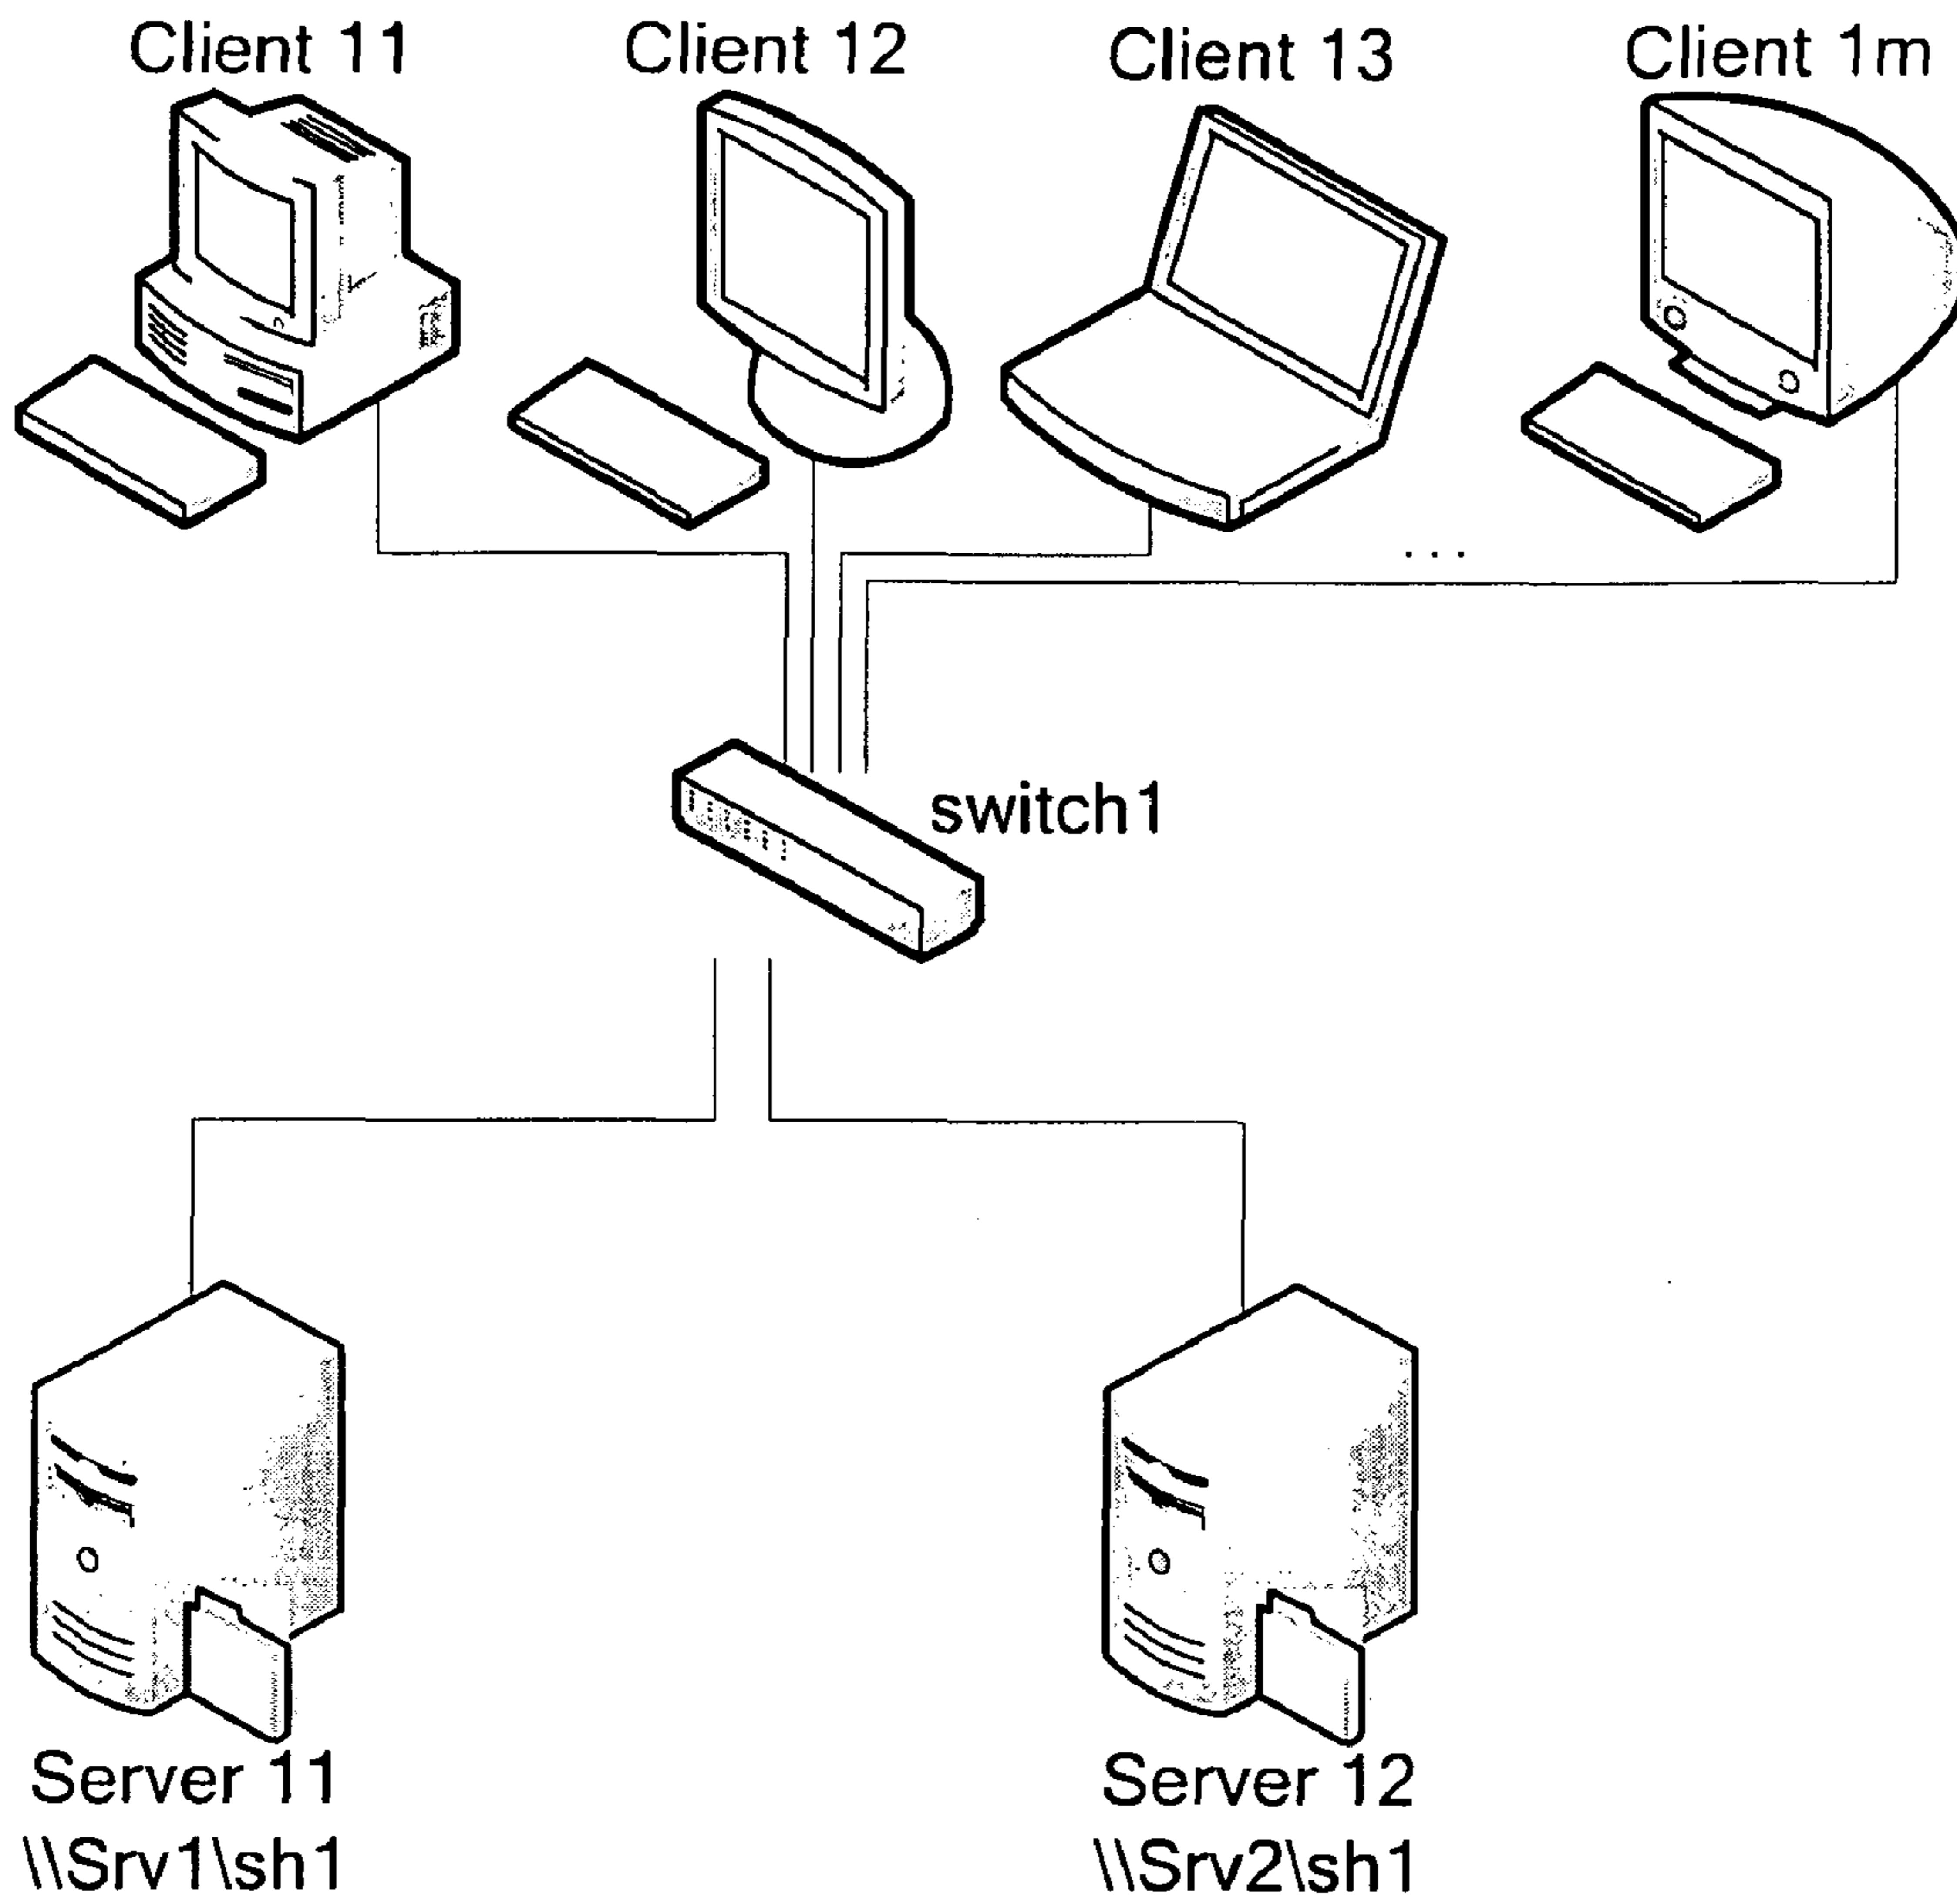 Client 11
Client 12
Client 13
Client 1m
...
switch1
Server 11
\\Srv1\sh1
Server 12
\\Srv2\sh1